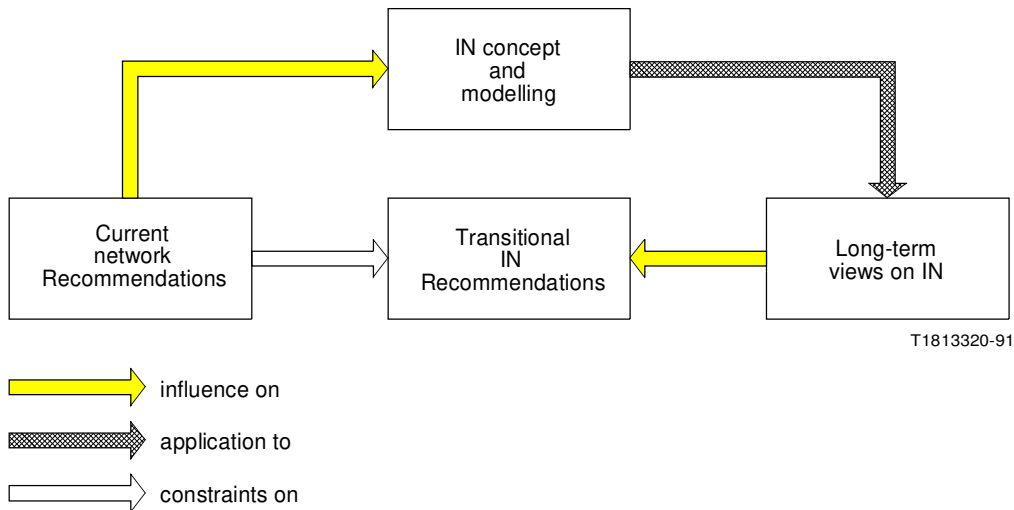 IN concept
and
modelling
Current
network
Recommendations
Transitional
IN
Recommendations
Long-term
views on IN
T1813320-91
influence on
application to
constraints on